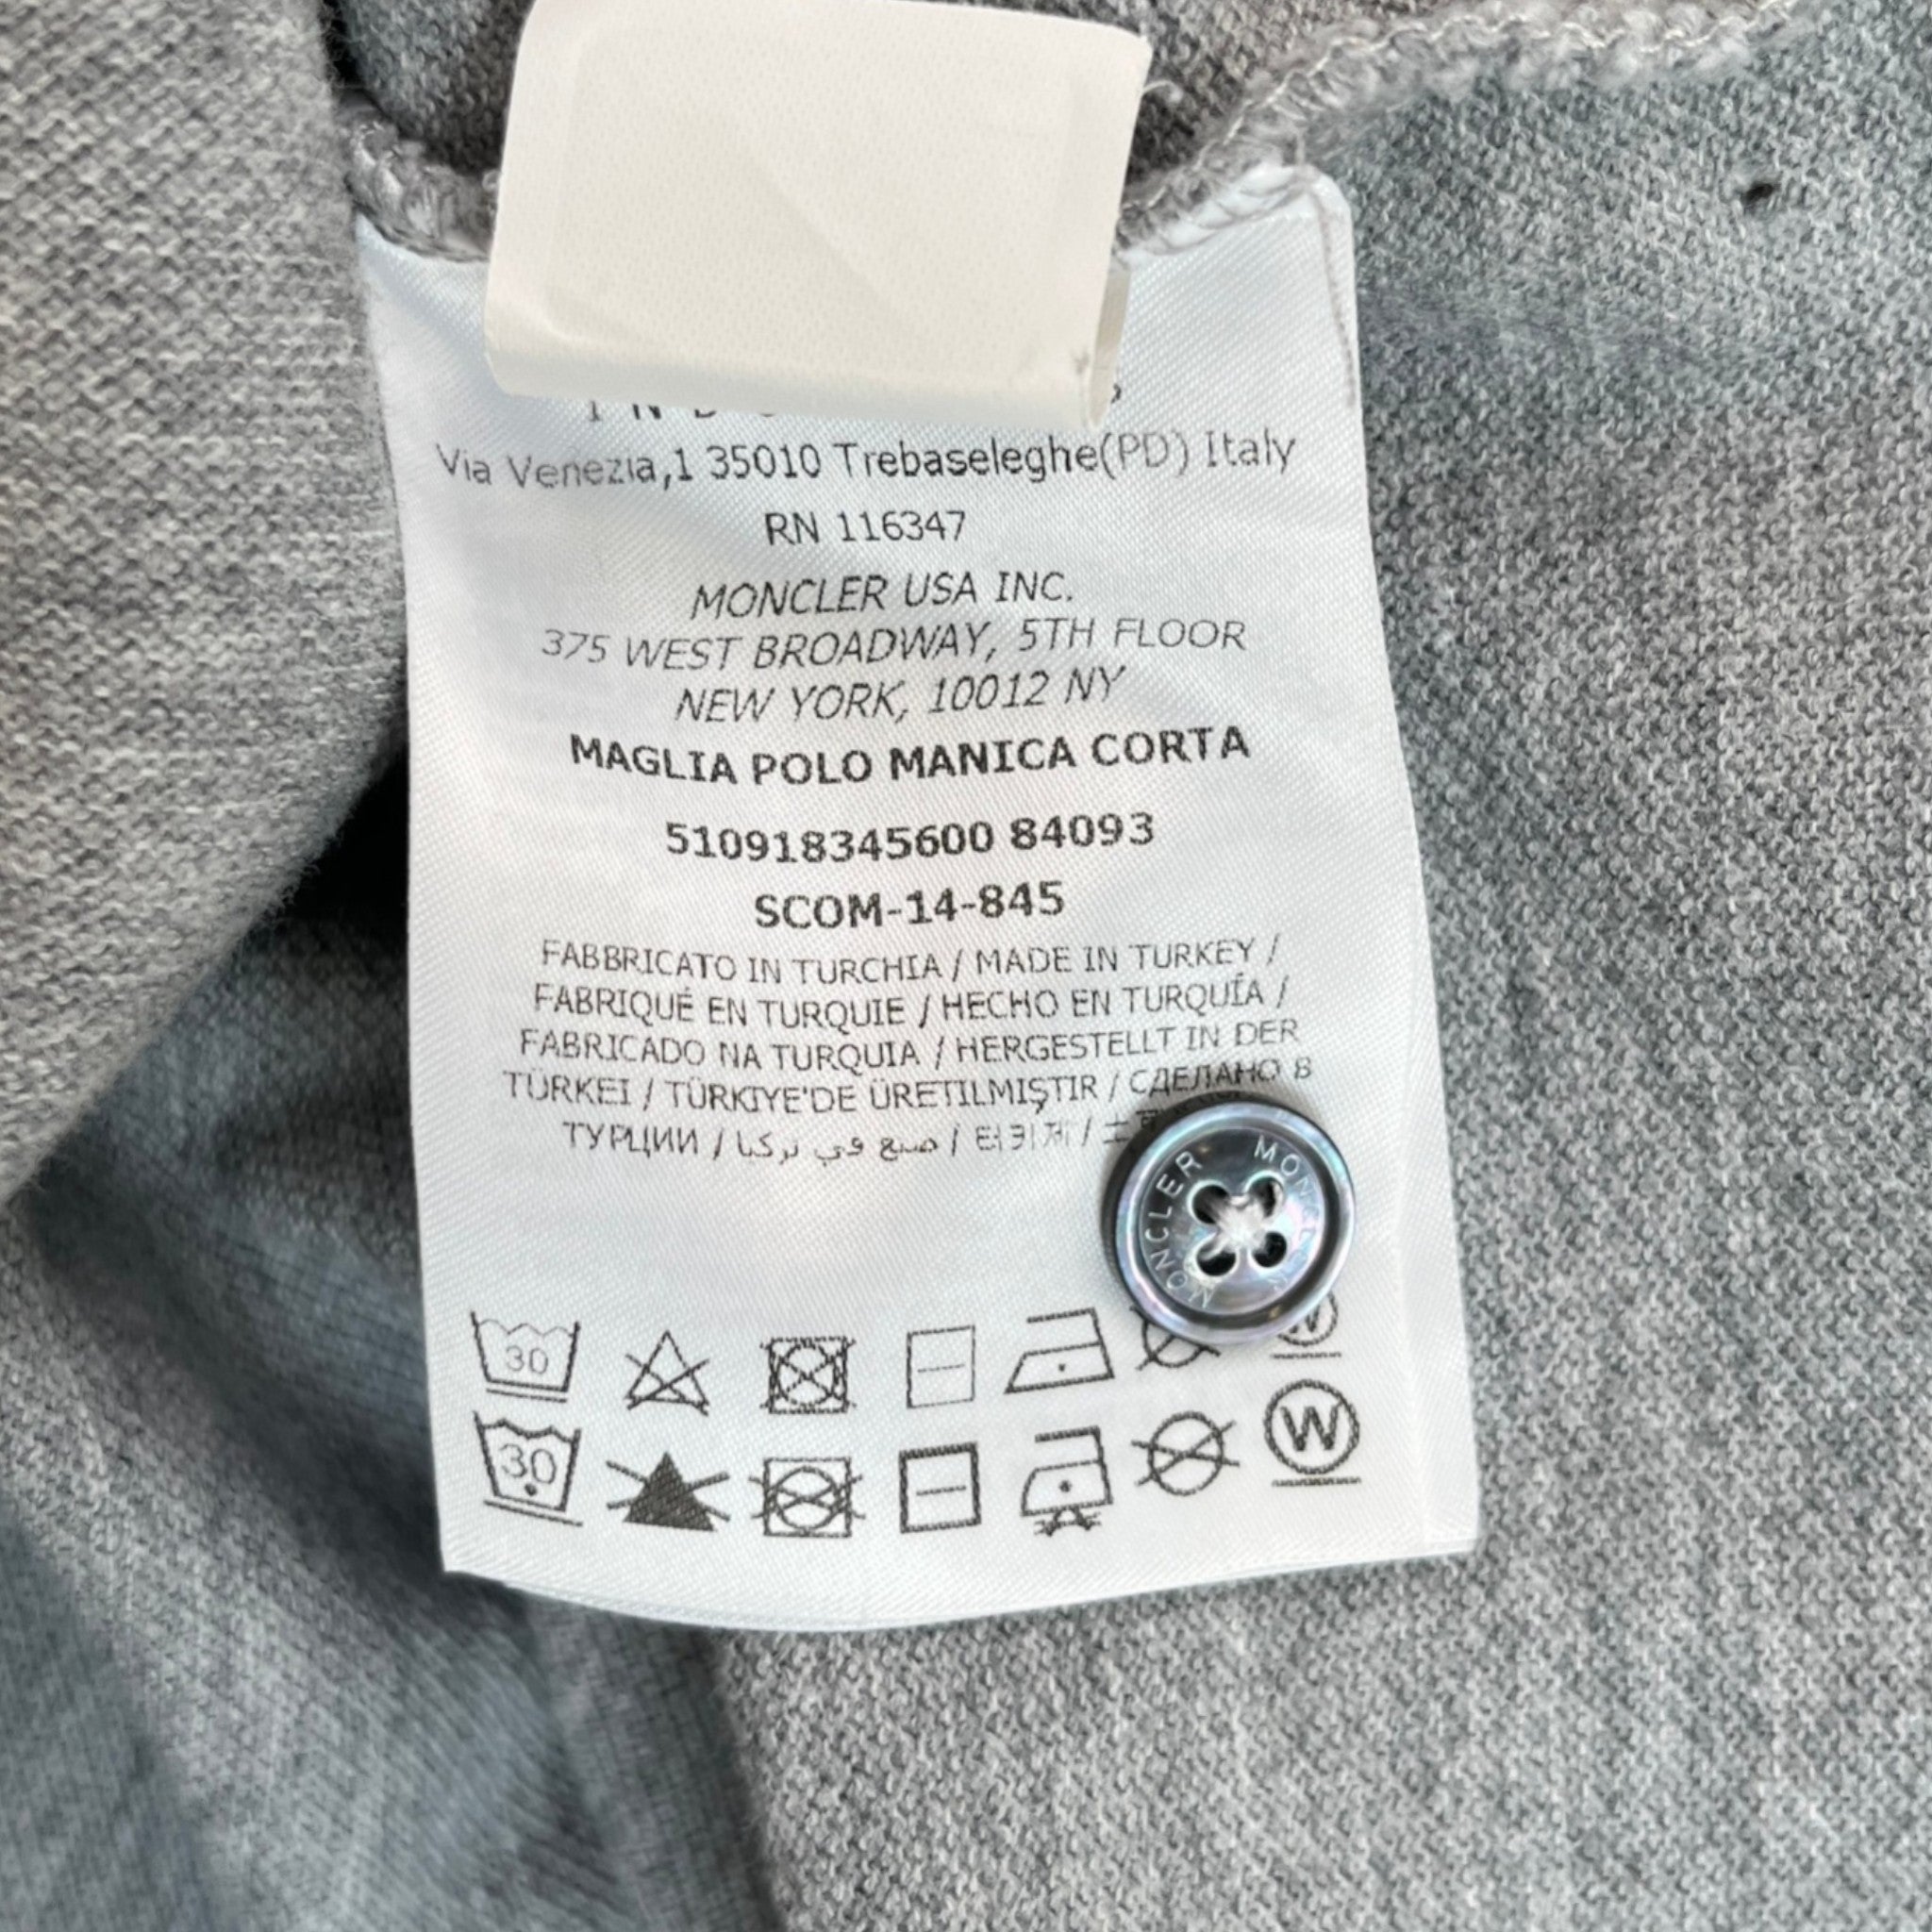 Via Venezia,1 35010 Trebaseleghe(PD) Italy
RN 116347
MONCLER USA INC.
375 WEST BROADWAY, 5TH FLOOR
NEW YORK, 10012 NY
MAGLIA POLO MANICA CORTA
510918345600 84093
SCOM-14-845
FABBRICATO IN TURCHIA / MADE IN TURKEY /
FABRIQUÉ EN TURQUIE / HECHO EN TURQUÍA /
FABRICADO NA TURQUIA / HERGESTELLT IN DER
TÜRKEI / TÜRKIYE'DE ÜRETILMIŞTIR / СДЕЛАНО В
ТУРЦИИ / صنع في تركيا / 터키제 /
MONCLER
30
W
30
W